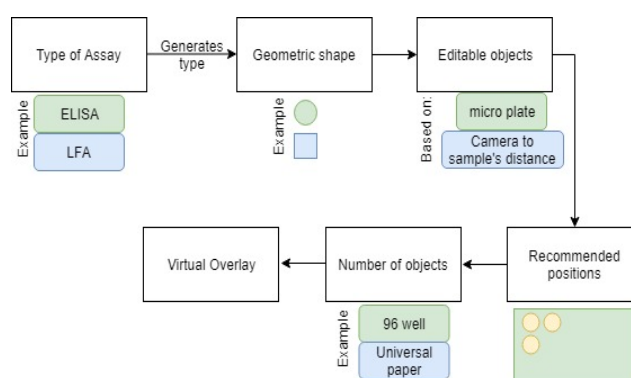 Type of Assay
Generates
type
Geometric shape
Editable objects
Example
ELISA
LFA
Example
Based on:
micro plate
Camera to
sample's distance
Virtual Overlay
Number of objects
Recommended
positions
Example
96 well
Universal
paper